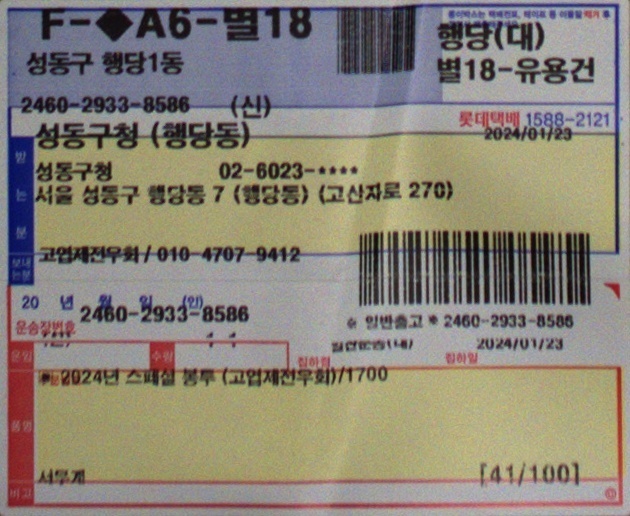 F-◆A6-별18
행당(대)
성동구 행당1동
별18-유용건
2460-2933-8586 (신)
롯데택배 1588-2121
성동구청 (행당동)
2024/01/23
받는분
성동구청 02-6023-****
서울 성동구 행당동 7 (행당동) (고산자로 270)
보내는분
고엽제전우회 / 010-4707-9412
20 년 월 일 (인)
2460-2933-8586
운송장번호
※ 일반출고 * 2460-2933-8586
2024/01/23
운임
수량
집하점
집하일
2024년 스페셜 봉투 (고엽제전우회)/1700
품명
서무계
[41/100]
비고